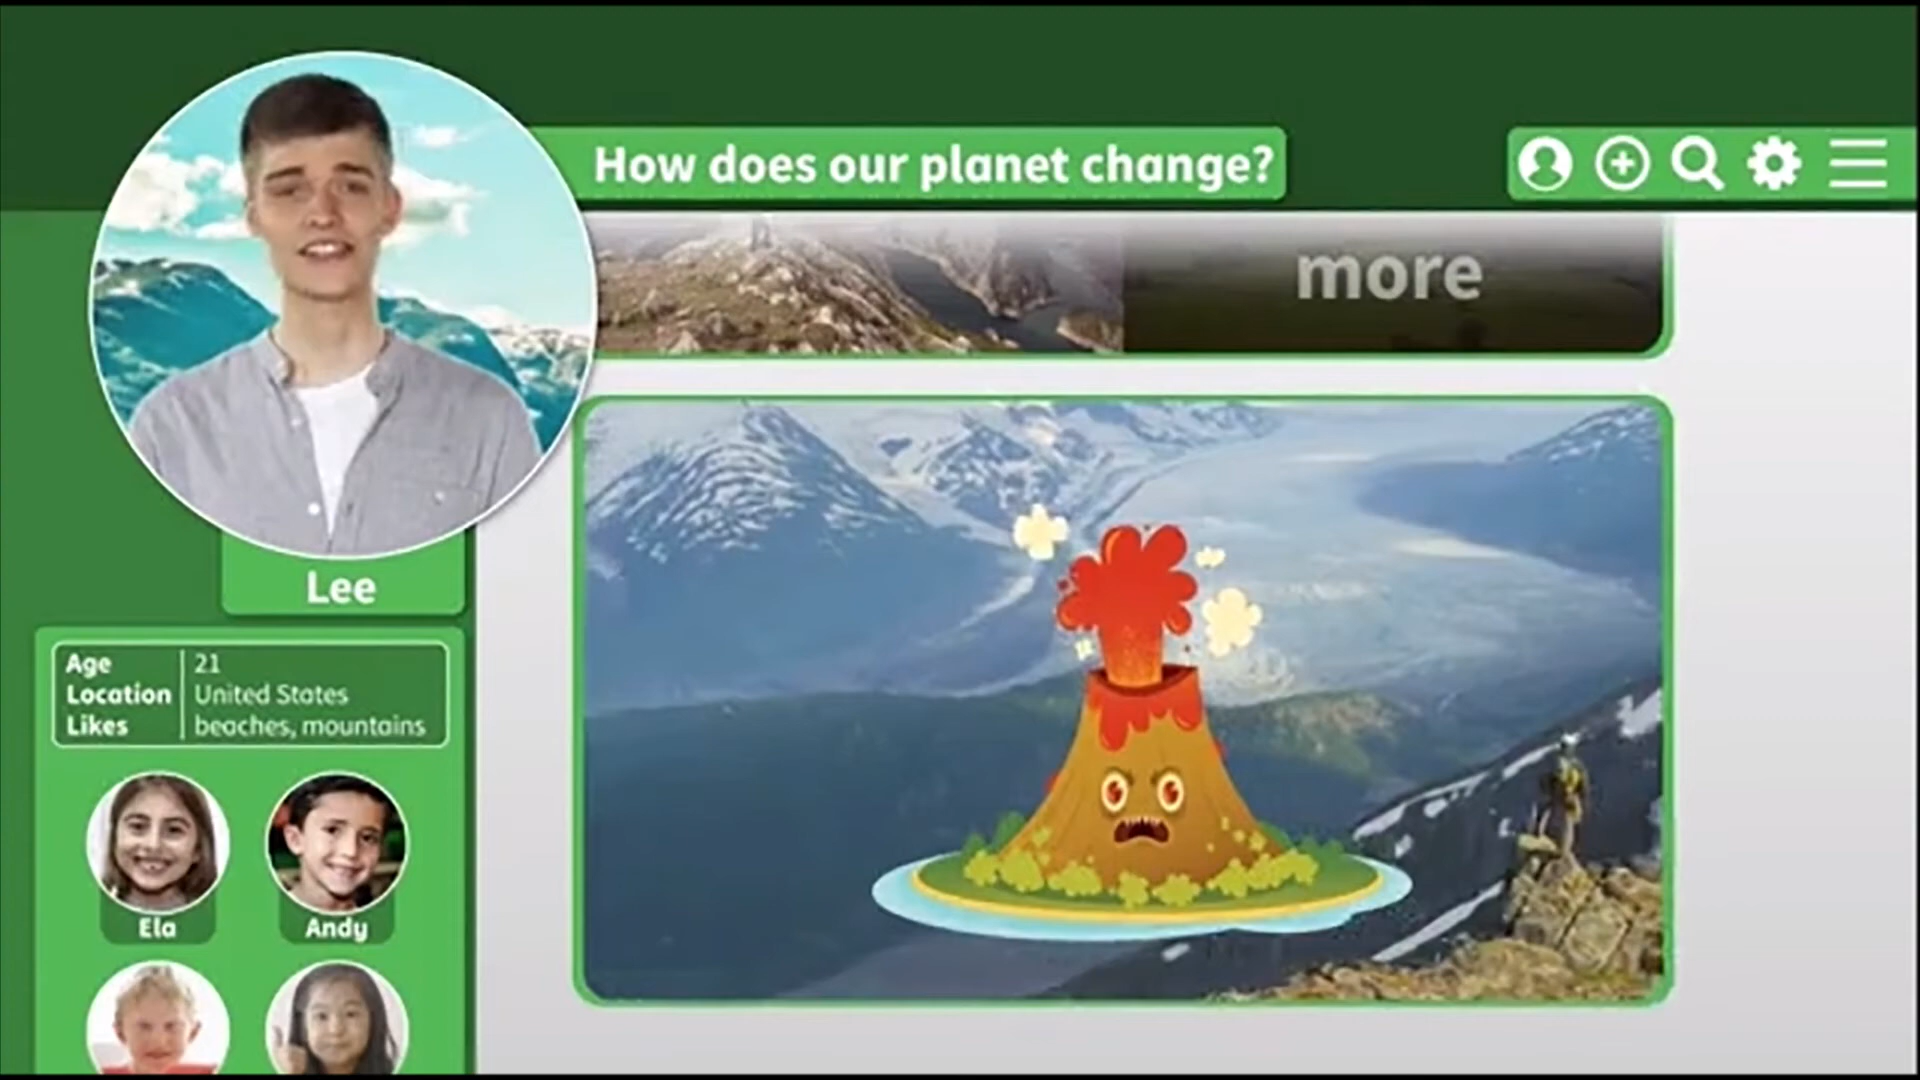 How does our planet change?
more
Lee
Age 21
Location United States
Likes beaches, mountains
Ela
Andy